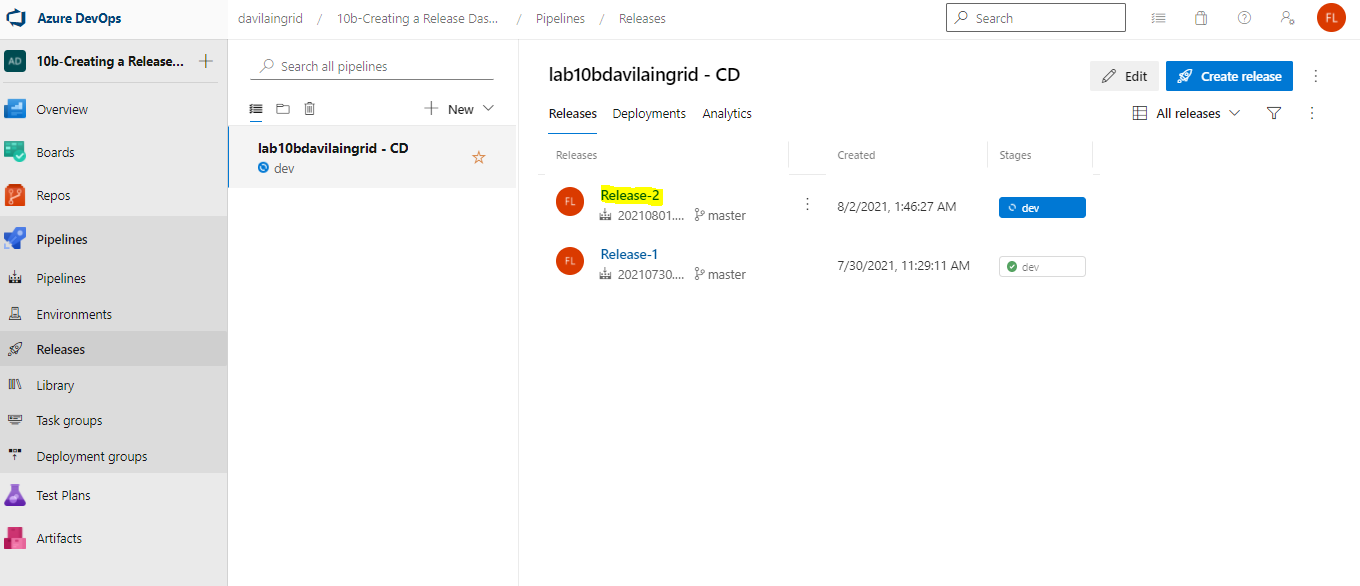 Azure DevOps
davilaingrid / 10b-Creating a Release Das... / Pipelines / Releases
Search
FL
AD 10b-Creating a Release...
Overview
Boards
Repos
Pipelines
Pipelines
Environments
Releases
Library
Task groups
Deployment groups
Test Plans
Artifacts
Search all pipelines
New
lab10bdavilaingrid - CD
dev
lab10bdavilaingrid - CD
Edit
Create release
Releases Deployments Analytics
All releases
Releases Created Stages
FL Release-2
20210801.... master
8/2/2021, 1:46:27 AM
dev
FL Release-1
20210730.... master
7/30/2021, 11:29:11 AM
dev